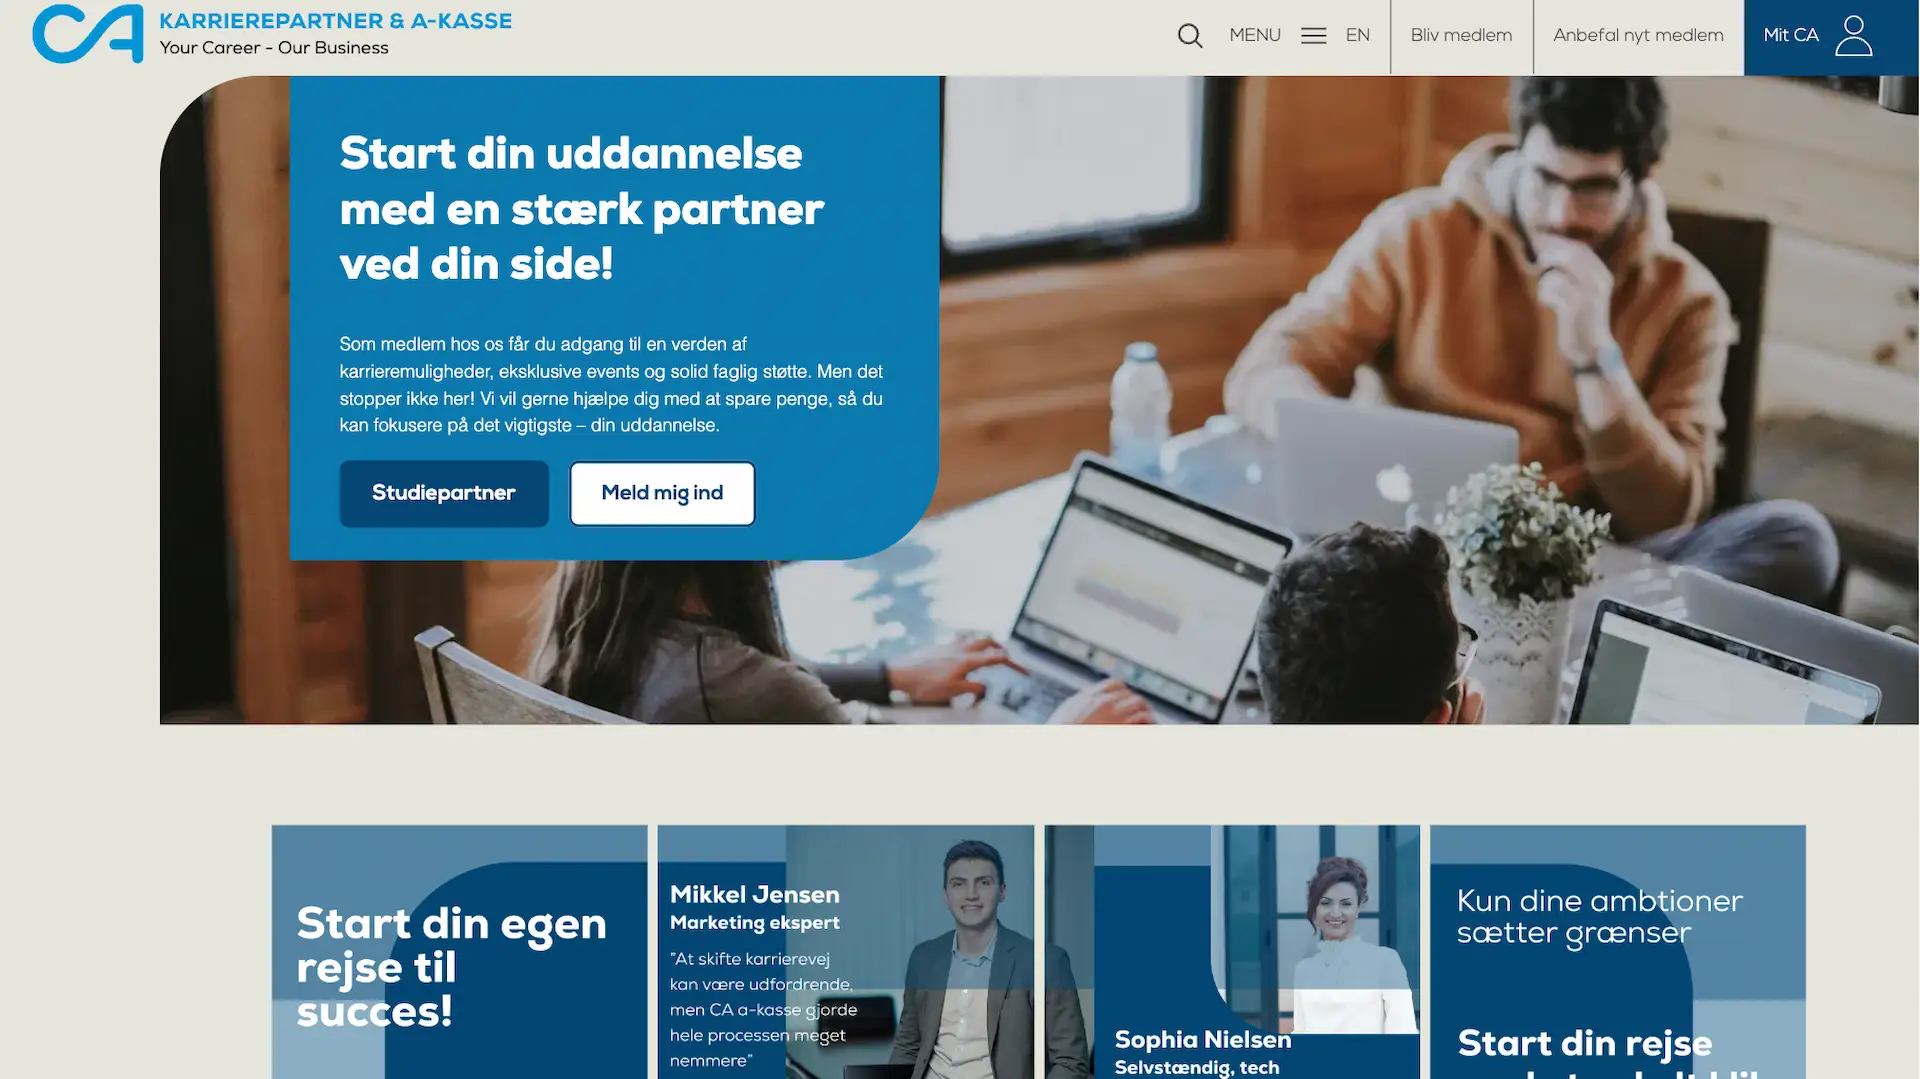 CA
KARRIEREPARTNER & A-KASSE
Your Career - Our Business
MENU
EN
Bliv medlem
Anbefal nyt medlem
Mit CA
Start din uddannelse
med en stærk partner
ved din side!
Som medlem hos os får du adgang til en verden af
karrieremuligheder, eksklusive events og solid faglig støtte. Men det
stopper ikke her! Vi vil gerne hjælpe dig med at spare penge, så du
kan fokusere på det vigtigste – din uddannelse.
Studiepartner
Meld mig ind
Start din egen
rejse til
succes!
Mikkel Jensen
Marketing ekspert
"At skifte karrierevej
kan være udfordrende,
men CA a-kasse gjorde
hele processen meget
nemmere"
Sophia Nielsen
Selvstændig, tech
Kun dine ambtioner
sætter grænser
Start din rejse